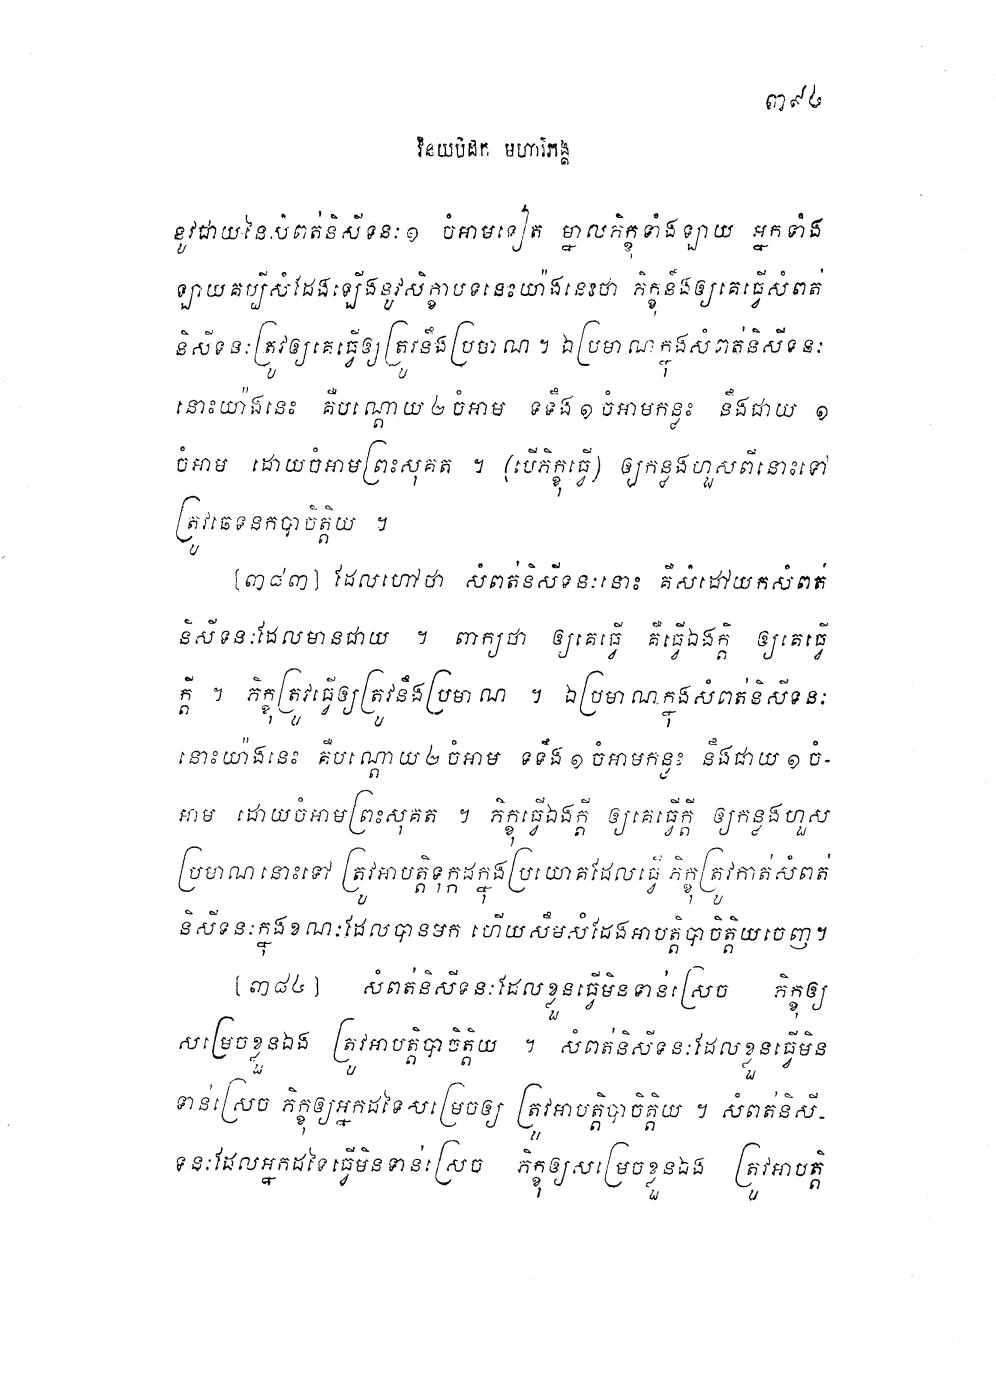 ៣៩៤
វិនយបិដក មហាវិភង្គ
នូវជាយនៃសំពត់និសីទនៈ១ ចំអាមទៀត ម្នាលភិក្ខុទាំងឡាយ អ្នកទាំង
ឡាយគប្បីសំដែងឡើងនូវសិក្ខាបទនេះយ៉ាងនេះថា ភិក្ខុនឹងឲ្យគេធ្វើសំពត់
និសីទនៈត្រូវឲ្យគេធ្វើឲ្យត្រូវនឹងប្រមាណ ។ ឯប្រមាណក្នុងសំពត់និសីទនៈ
នោះយ៉ាងនេះ គឺបណ្តោយ ២ ចំអាម ទទឹង ១ ចំអាមកន្លះ នឹងជាយ ១
ចំអាម ដោយចំអាមព្រះសុគត ។ (បើភិក្ខុធ្វើ) ឲ្យកន្លងហួសពីនោះទៅ
ត្រូវឆេទនកបាចិត្តិយ ។
[៣៨៣] ដែលហៅថា សំពត់និសីទនៈនោះ គឺសំដៅយកសំពត់
និសីទនៈដែលមានជាយ ។ ពាក្យថា ឲ្យគេធ្វើ គឺធ្វើឯងក្តី ឲ្យគេធ្វើ
ក្តី ។ ភិក្ខុត្រូវធ្វើឲ្យត្រូវនឹងប្រមាណ ។ ឯប្រមាណក្នុងសំពត់និសីទនៈ
នោះយ៉ាងនេះ គឺបណ្តោយ ២ ចំអាម ទទឹង ១ ចំអាមកន្លះ នឹងជាយ ១ ចំ-
អាម ដោយចំអាមព្រះសុគត ។ ភិក្ខុធ្វើឯងក្តី ឲ្យគេធ្វើក្តី ឲ្យកន្លងហួស
ប្រមាណនោះទៅ ត្រូវអាបត្តិទុក្កដក្នុងប្រយោគដែលធ្វើ ភិក្ខុត្រូវកាត់សំពត់
និសីទនៈក្នុងខណៈដែលបានមក ហើយសឹមសំដែងអាបត្តិបាចិត្តិយចេញ។
[៣៨៤] សំពត់និសីទនៈដែលខ្លួនធ្វើមិនទាន់ស្រេច ភិក្ខុឲ្យ
សម្រេចខ្លួនឯង ត្រូវអាបត្តិបាចិត្តិយ ។ សំពត់និសីទនៈដែលខ្លួនធ្វើមិន
ទាន់ស្រេច ភិក្ខុឲ្យអ្នកដទៃសម្រេចឲ្យ ត្រូវអាបត្តិបាចិត្តិយ ។ សំពត់និសី-
ទនៈដែលអ្នកដទៃធ្វើមិនទាន់ស្រេច ភិក្ខុឲ្យសម្រេចខ្លួនឯង ត្រូវអាបត្តិ